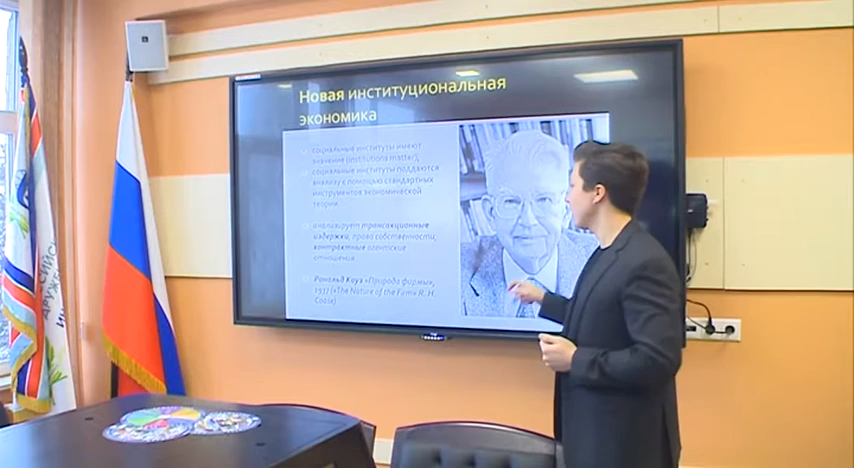 Новая институциональная
экономика
социальные институты имеют
значение (institutions matter),
социальные институты поддаются
анализу с помощью стандартных
инструментов экономической
теории.
анализирует трансакционные
издержки, права собственности,
контрактные агентские
отношения.
Рональд Коуз «Природа фирмы»,
1937 («The Nature of the Firm» R. H.
Coase)